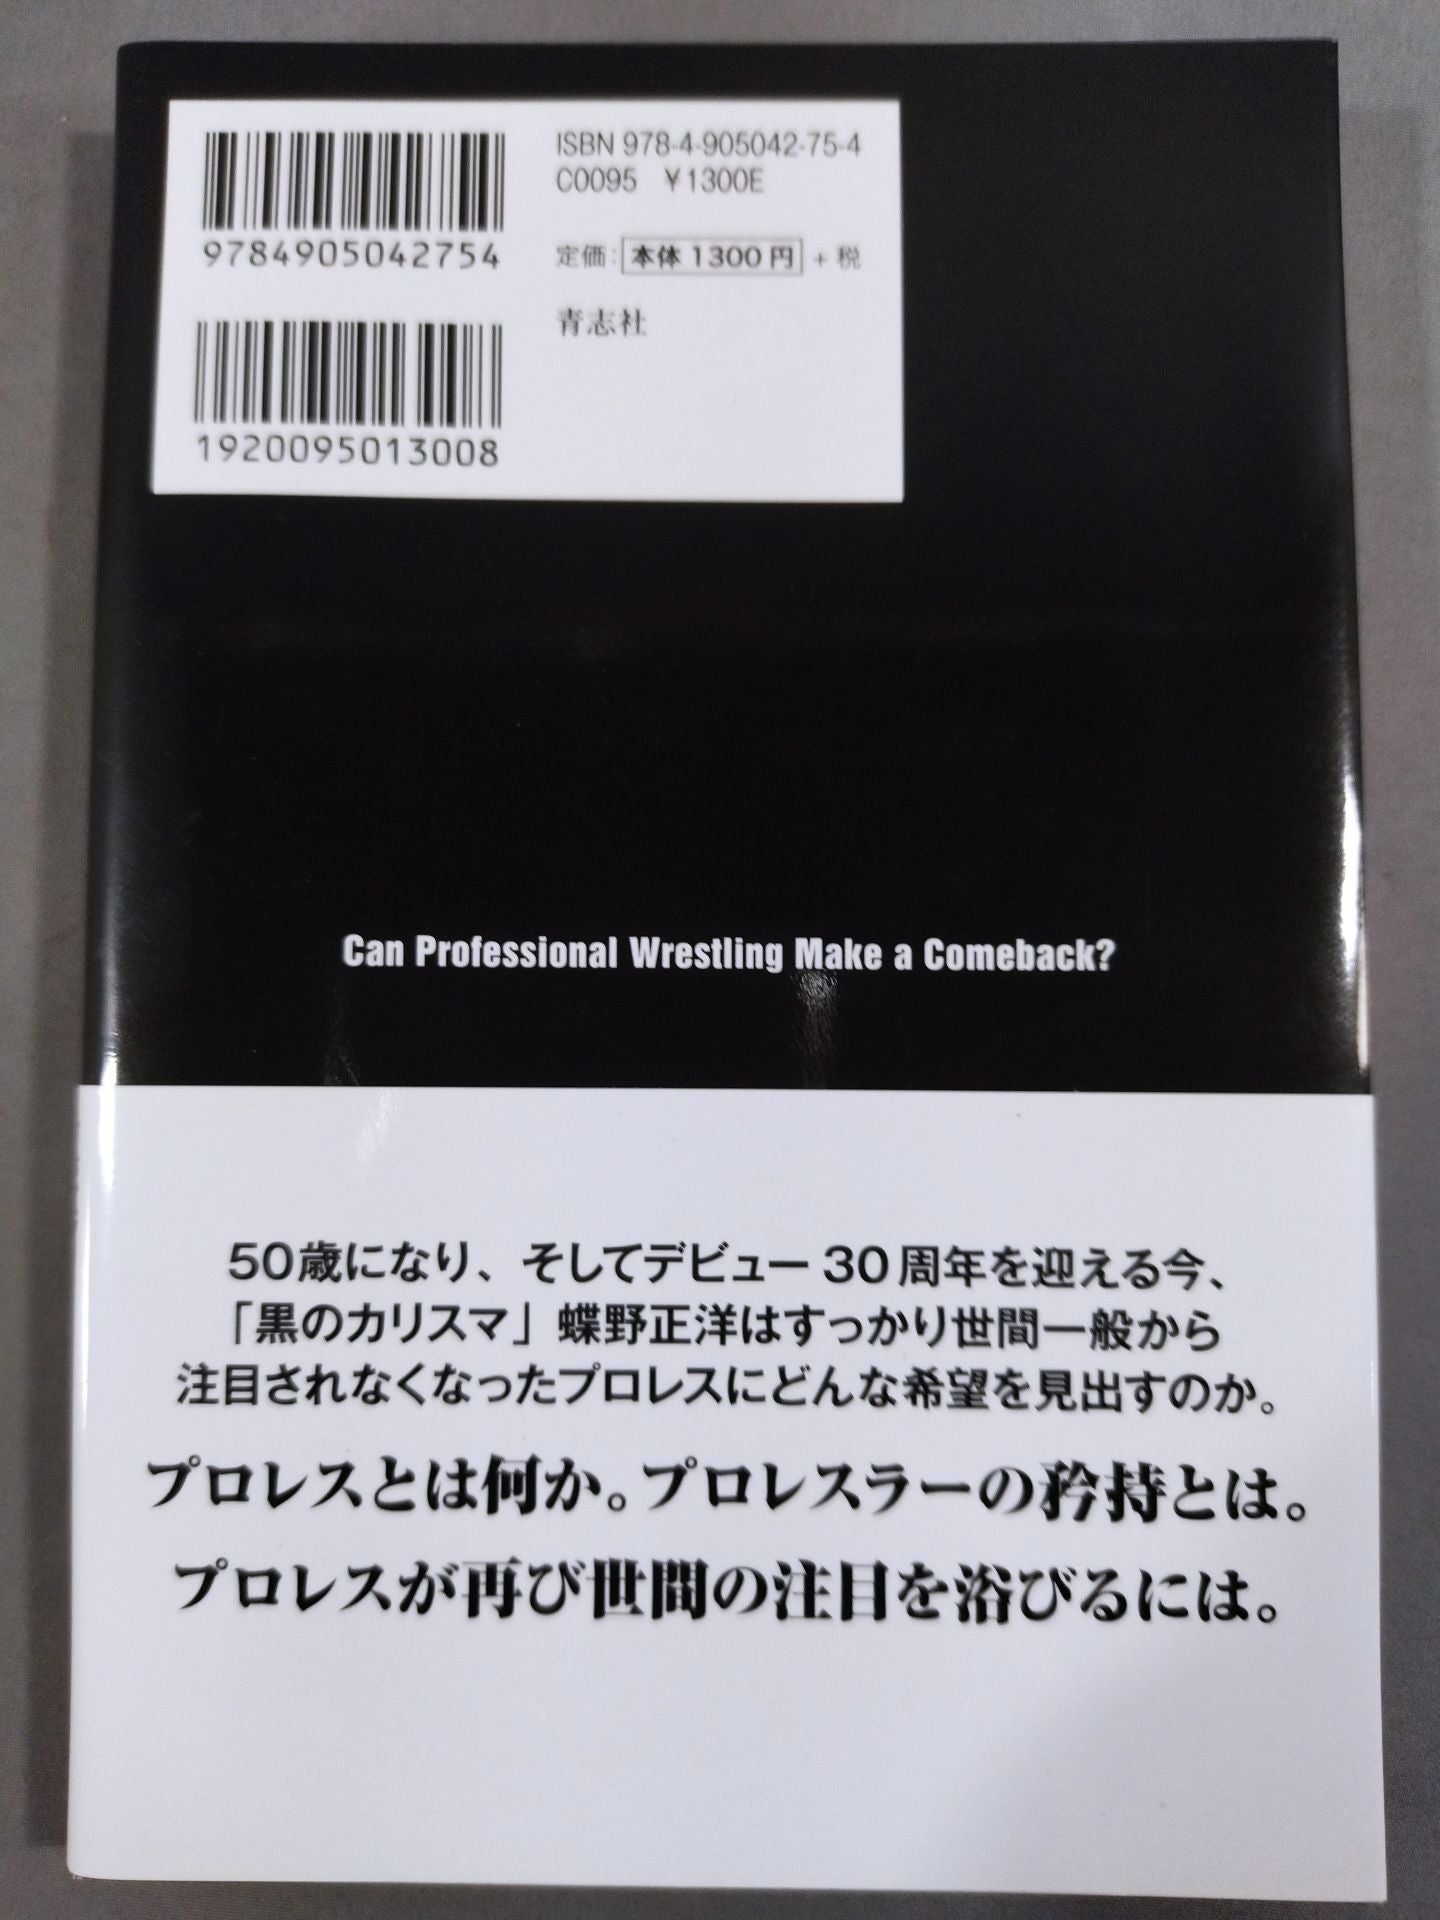 9784905042754
ISBN 978-4-905042-75-4
C0095 ¥1300E
定価: 本体1300円 + 税
青志社
1920095013008
Can Professional Wrestling Make a Comeback?
50歳になり、そしてデビュー30周年を迎える今、
「黒のカリスマ」蝶野正洋はすっかり世間一般から
注目されなくなったプロレスにどんな希望を見出すのか。
プロレスとは何か。プロレスラーの矜持とは。
プロレスが再び世間の注目を浴びるには。